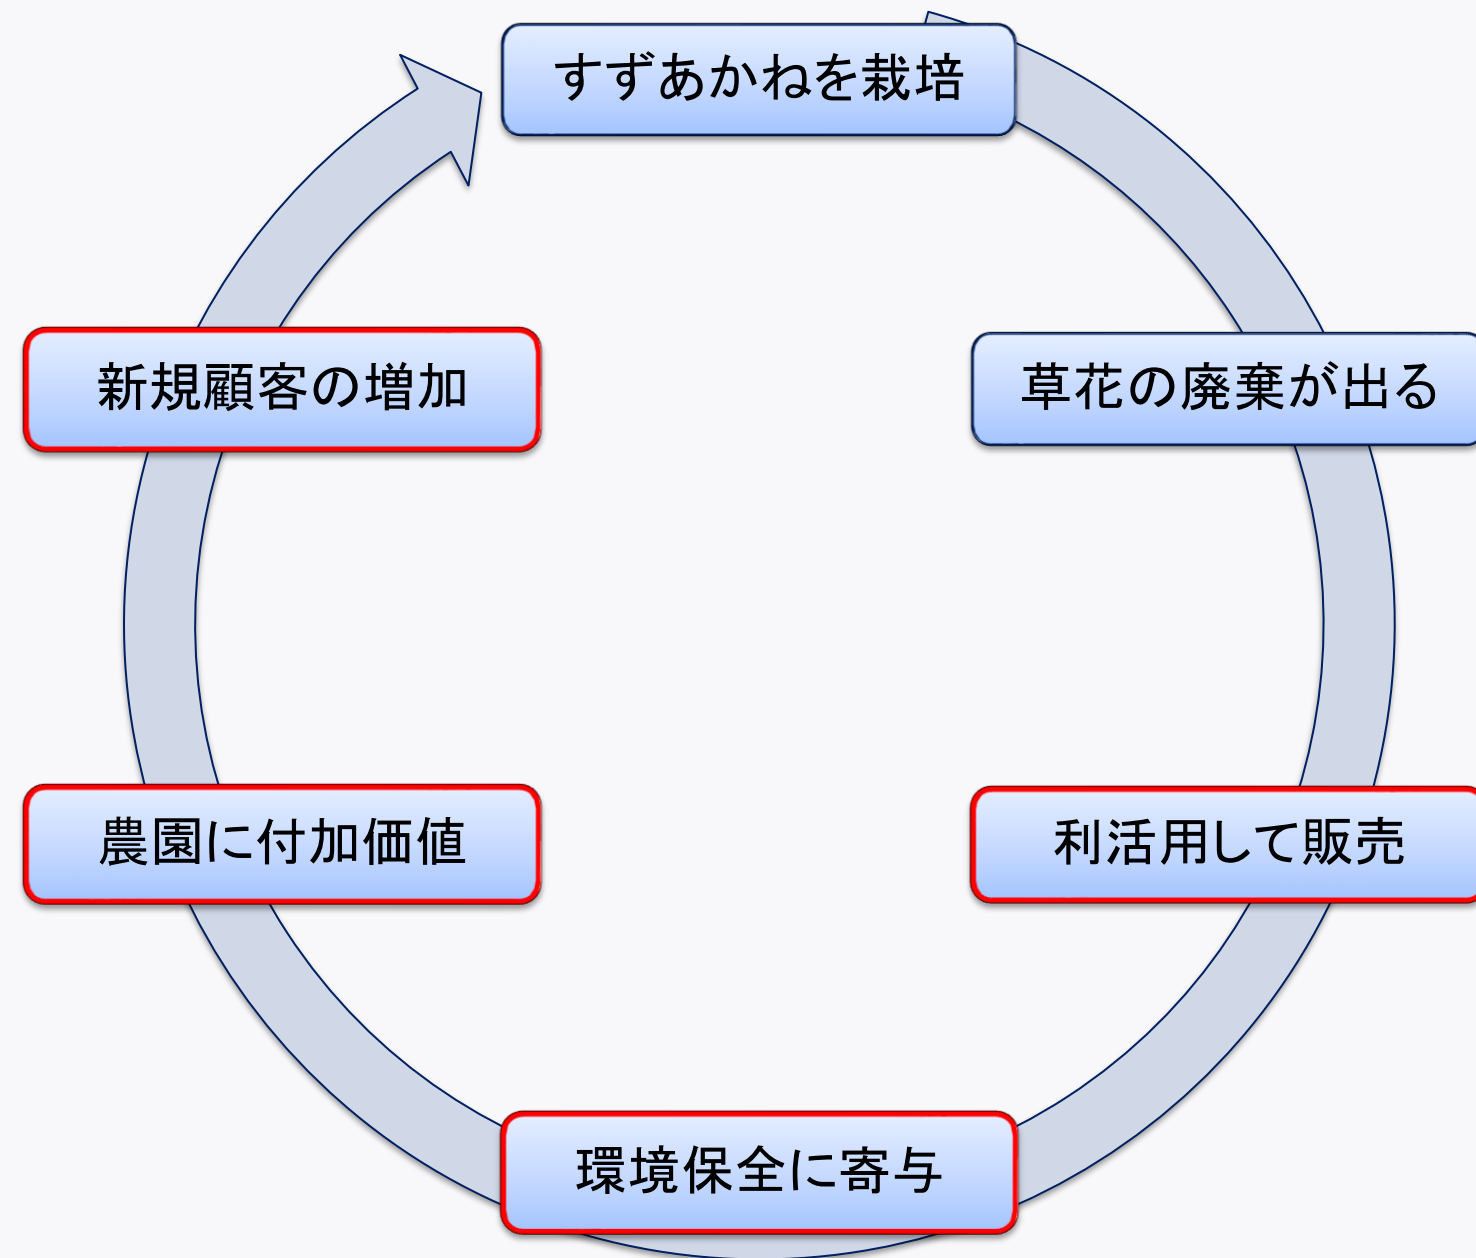 すずあかねを栽培
草花の廃棄が出る
利活用して販売
環境保全に寄与
農園に付加価値
新規顧客の増加